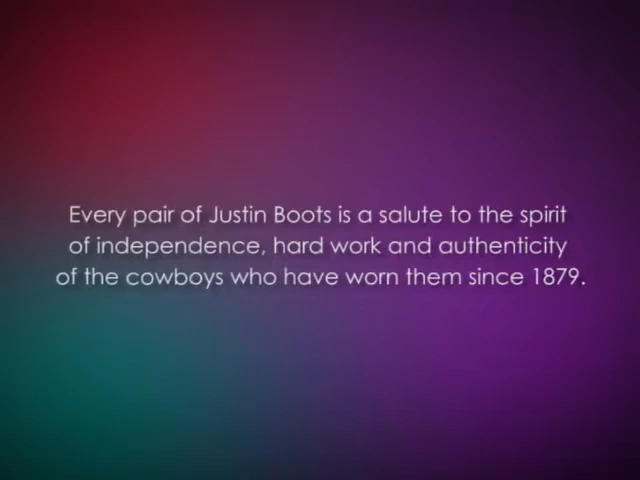 Every pair of Justin Boots is a salute to the spirit
of independence, hard work and authenticity
of the cowboys who have worn them since 1879.